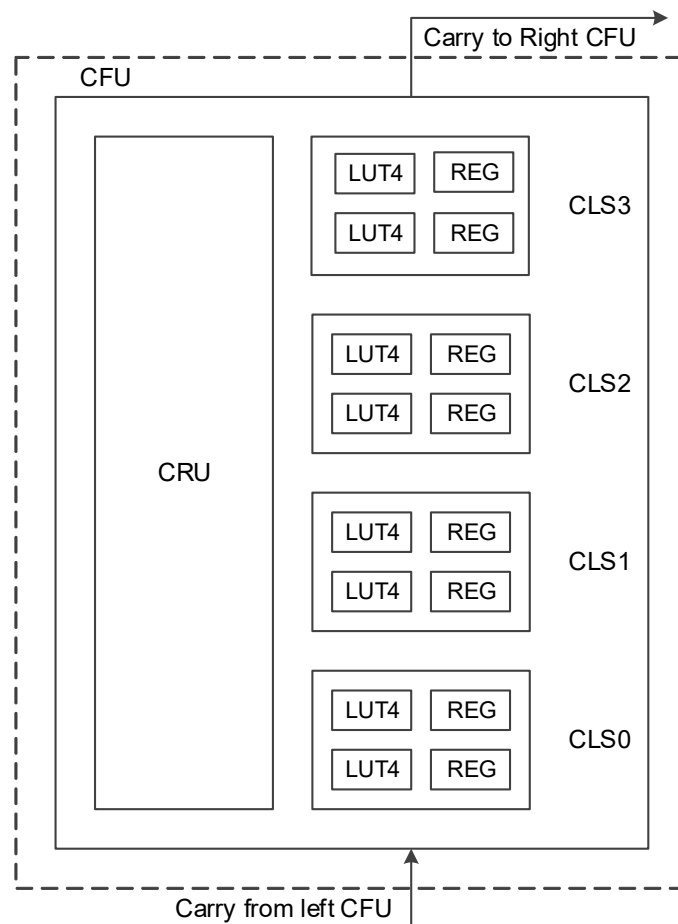 Carry to Right CFU
CFU
LUT4 REG
LUT4 REG
CLS3
LUT4 REG
LUT4 REG
CLS2
CRU
LUT4 REG
LUT4 REG
CLS1
LUT4 REG
LUT4 REG
CLS0
Carry from left CFU